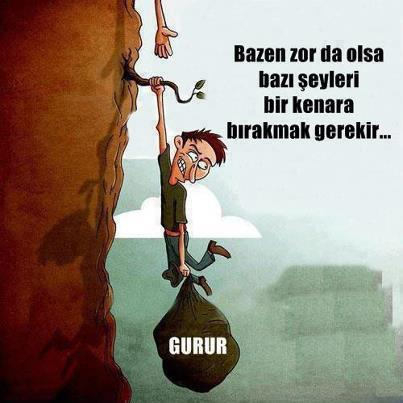 Bazen zor da olsa
bazı şeyleri
bir kenara
bırakmak gerekir...
GURUR